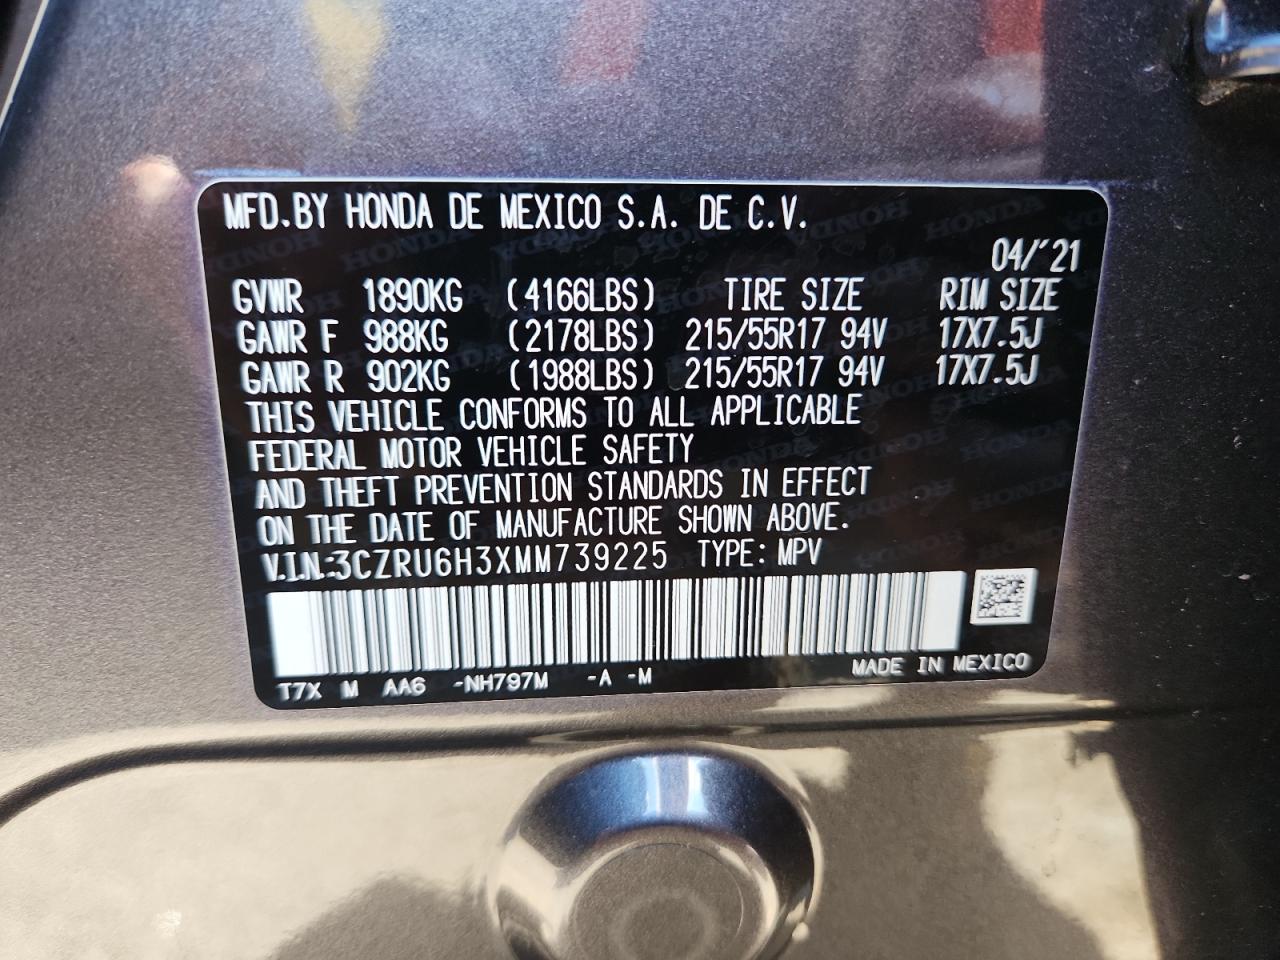 MFD.BY HONDA DE MEXICO S.A. DE C.V.
04/'21
GVWR 1890KG (4166LBS) TIRE SIZE RIM SIZE
GAWR F 988KG (2178LBS) 215/55R17 94V 17X7.5J
GAWR R 902KG (1988LBS) 215/55R17 94V 17X7.5J
THIS VEHICLE CONFORMS TO ALL APPLICABLE
FEDERAL MOTOR VEHICLE SAFETY
AND THEFT PREVENTION STANDARDS IN EFFECT
ON THE DATE OF MANUFACTURE SHOWN ABOVE.
V.I.N.:3CZRU6H3XMM739225 TYPE: MPV
T7X M AA6 -NH797M -A -M MADE IN MEXICO